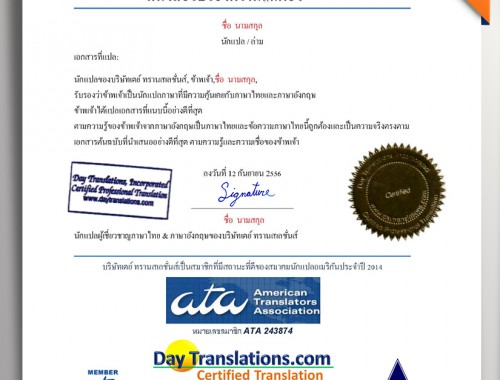 ชื่อ นามสกุล
นักแปล / ล่าม
เอกสารที่แปล:
นักแปลของบริษัทเดย์ ทรานสเลชั่นส์, ข้าพเจ้า,ชื่อ นามสกุล,
รับรองว่าข้าพเจ้าเป็นนักแปลภาษาที่มีความคุ้นเคยกับภาษาไทยและภาษาอังกฤษ
ข้าพเจ้าได้แปลเอกสารที่แนบนี้อย่างดีที่สุด
ตามความรู้ของข้าพเจ้าจากภาษาอังกฤษเป็นภาษาไทยและข้อความภาษาไทยนี้ถูกต้องและเป็นความจริงตรงตาม
เอกสารต้นฉบับที่นำเสนออย่างดีที่สุด ตามความรู้และความเชื่อของข้าพเจ้า
Day Translations, Incorporated
Certified Professional Translation
www.daytranslations.com
ลงวันที่ 12 กันยายน 2556
Signature
ชื่อ นามสกุล
Certified
นักแปลผู้เชี่ยวชาญภาษาไทย & ภาษาอังกฤษของบริษัทเดย์ ทรานสเลชั่นส์
บริษัทเดย์ ทรานสเลชั่นส์เป็นสมาชิกที่มีสถานะที่ดีของสมาคมนักแปลอเมริกันประจำปี 2014
ata American
Translators
Association
หมายเลขสมาชิก ATA 243874
MEMBER
Day Translations.com
Certified Translation